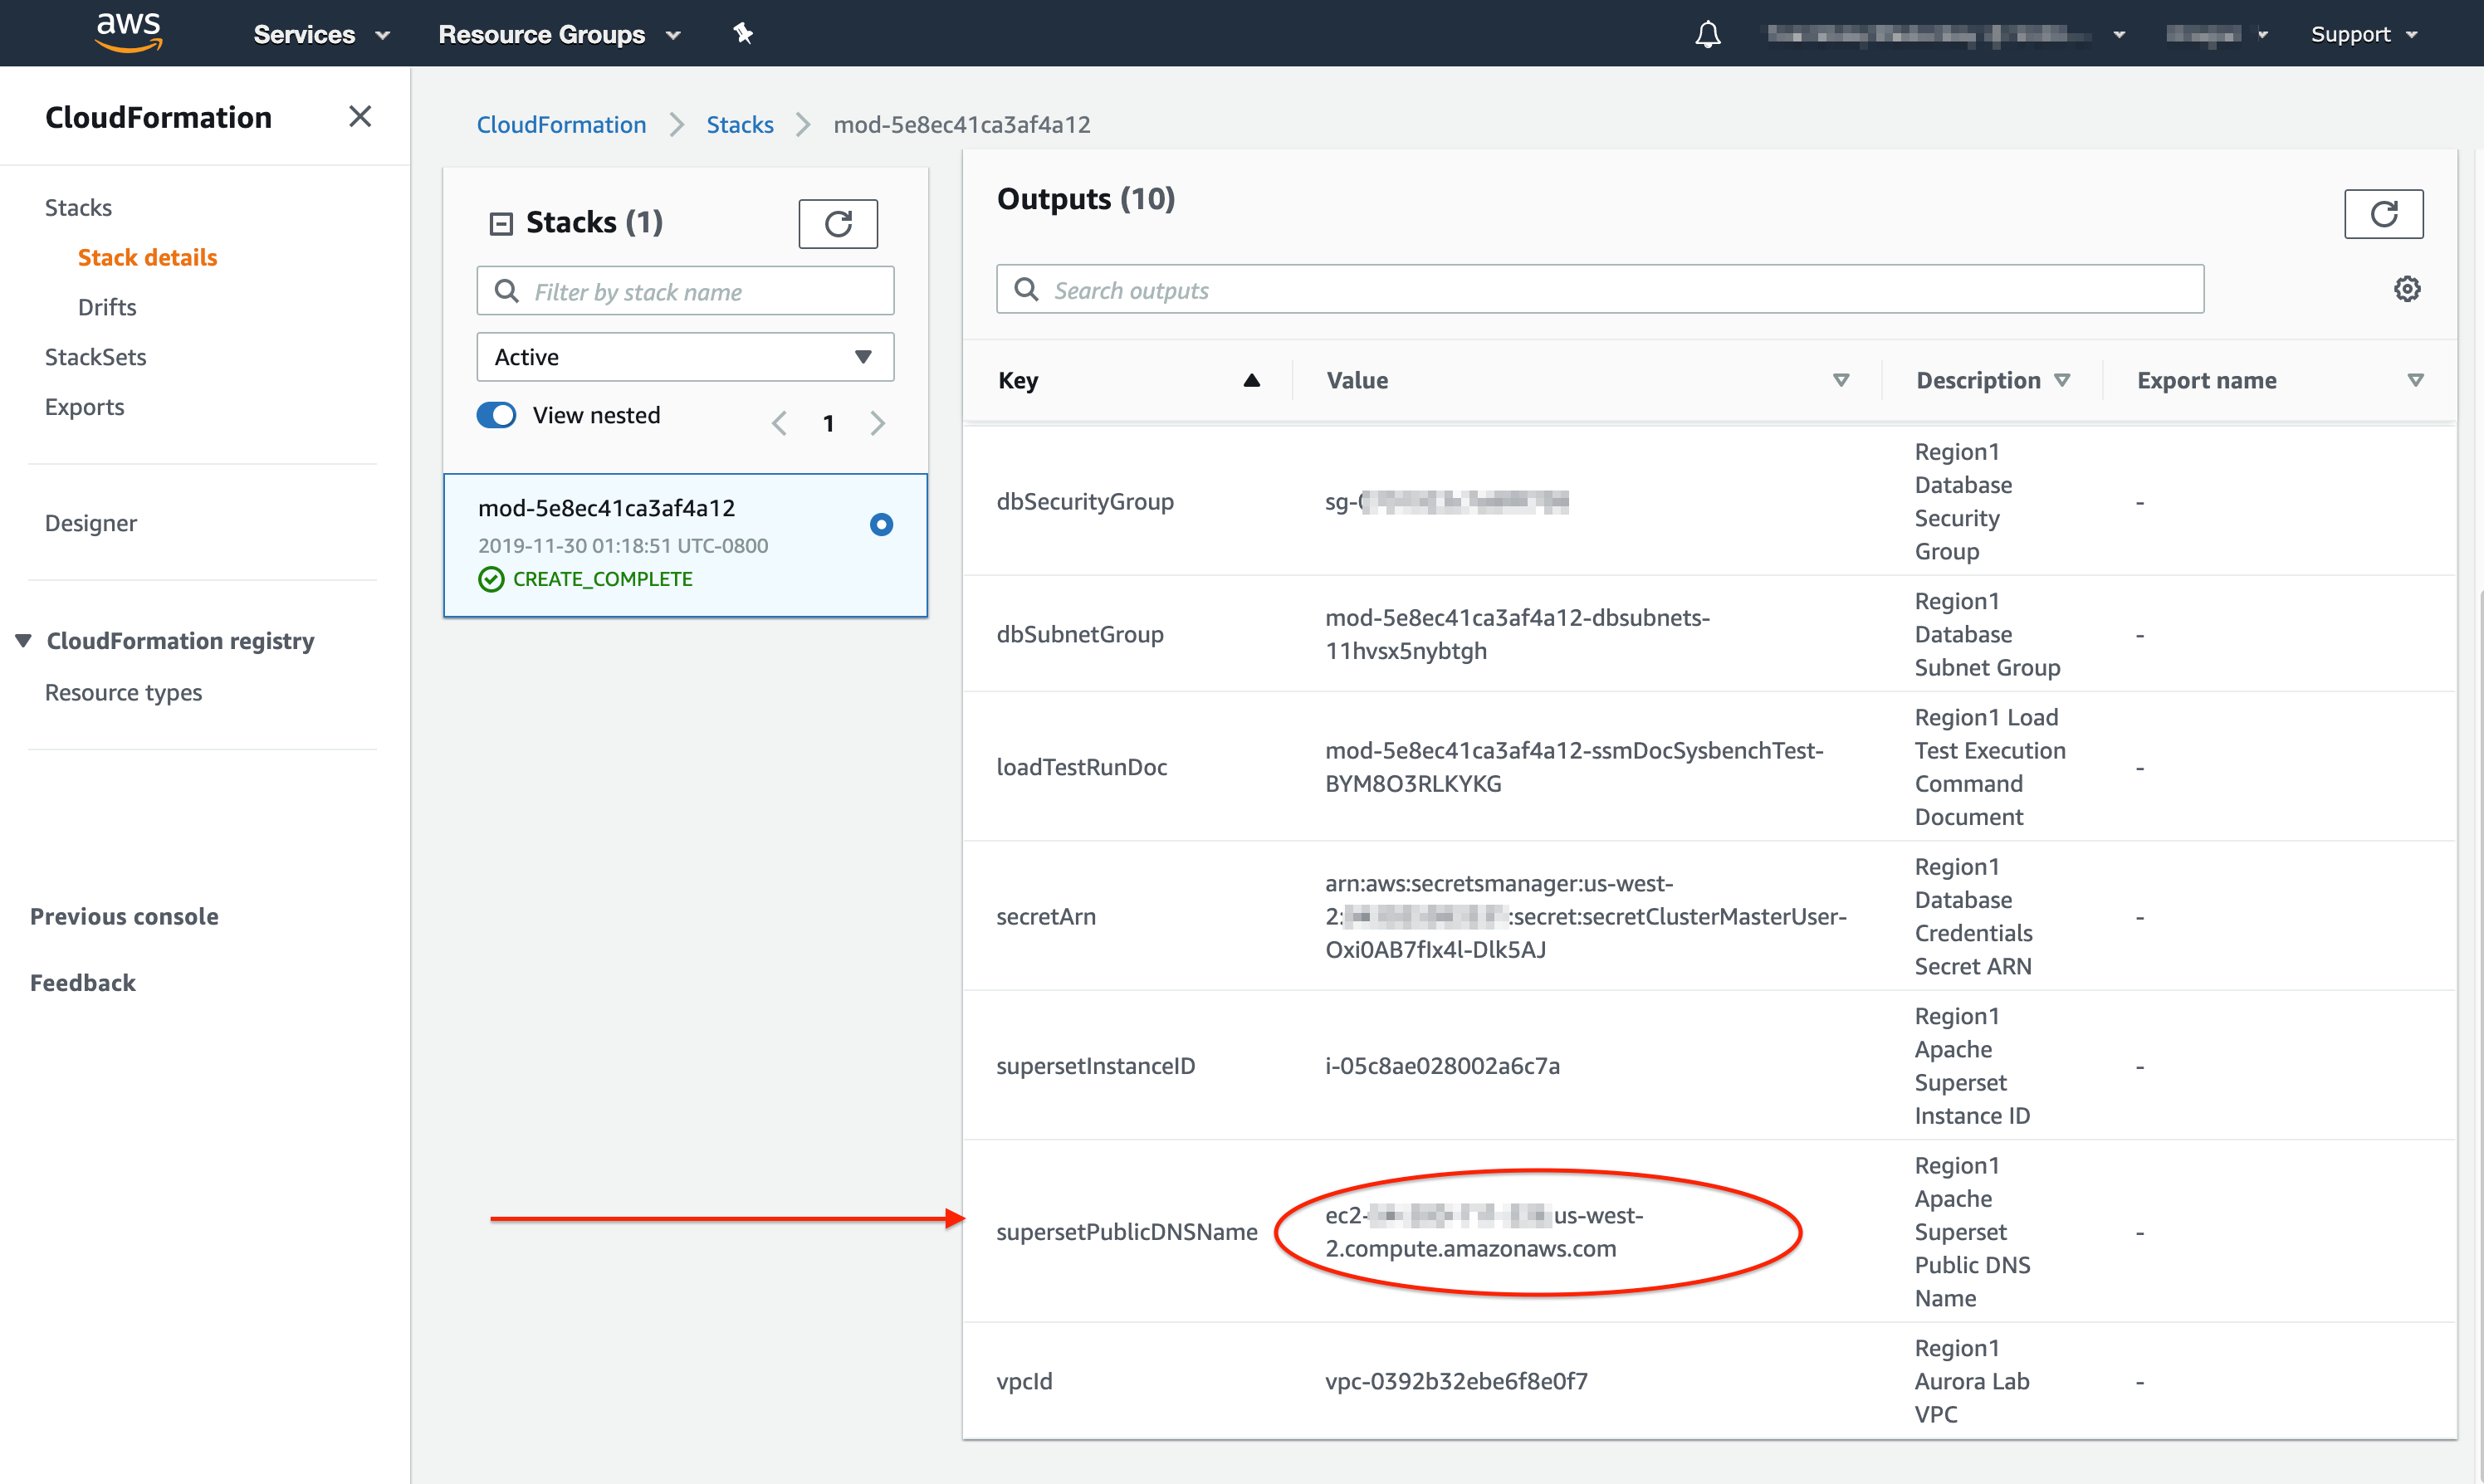 aws
Services
Resource Groups
Support
CloudFormation
Stacks
Stack details
Drifts
StackSets
Exports
Designer
CloudFormation registry
Resource types
Previous console
Feedback
CloudFormation
Stacks
mod-5e8ec41ca3af4a12
Stacks (1)
Filter by stack name
Active
View nested
1
mod-5e8ec41ca3af4a12
2019-11-30 01:18:51 UTC-0800
CREATE_COMPLETE
Outputs (10)
Search outputs
Key Value Description Export name
dbSecurityGroup
sg-
Region1
Database
Security
Group
-
dbSubnetGroup
mod-5e8ec41ca3af4a12-dbsubnets-
11hvsx5nybtgh
Region1
Database
Subnet Group
-
loadTestRunDoc
mod-5e8ec41ca3af4a12-ssmDocSysbenchTest-
BYM8O3RLKYKG
Region1 Load
Test Execution
Command
Document
-
secretArn
arn:aws:secretsmanager:us-west-
2: :secret:secretClusterMasterUser-
Oxi0AB7fIx4l-Dlk5AJ
Region1
Database
Credentials
Secret ARN
-
supersetInstanceID
i-05c8ae028002a6c7a
Region1
Apache
Superset
Instance ID
-
supersetPublicDNSName
ec2- us-west-
2.compute.amazonaws.com
Region1
Apache
Superset
Public DNS
Name
-
vpcId
vpc-0392b32ebe6f8e0f7
Region1
Aurora Lab
VPC
-